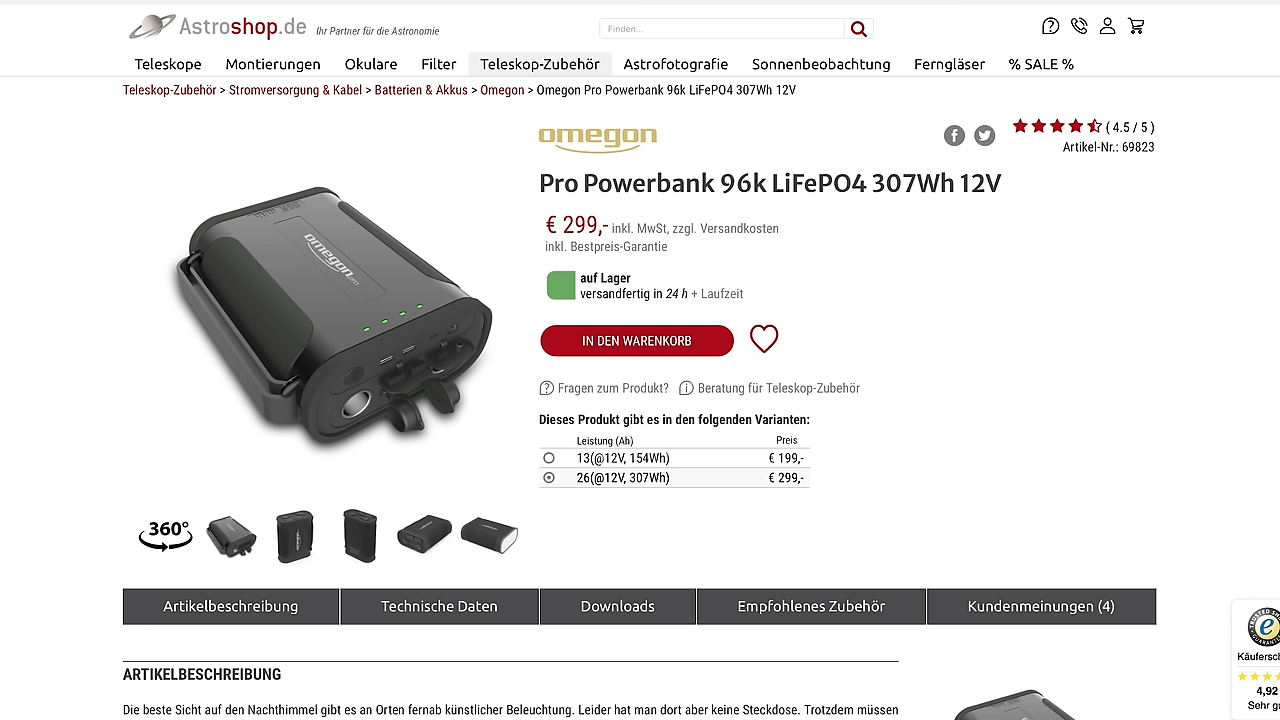 Astroshop.de Ihr Partner für die Astronomie
Finden...
Teleskope Montierungen Okulare Filter Teleskop-Zubehör Astrofotografie Sonnenbeobachtung Ferngläser % SALE %
Teleskop-Zubehör > Stromversorgung & Kabel > Batterien & Akkus > Omegon > Omegon Pro Powerbank 96k LiFePO4 307Wh 12V
omegon
( 4.5 / 5 )
Artikel-Nr.: 69823
Pro Powerbank 96k LiFePO4 307Wh 12V
€ 299,- inkl. MwSt, zzgl. Versandkosten
inkl. Bestpreis-Garantie
auf Lager
versandfertig in 24 h + Laufzeit
IN DEN WARENKORB
Fragen zum Produkt? Beratung für Teleskop-Zubehör
Dieses Produkt gibt es in den folgenden Varianten:
Leistung (Ah) Preis
13(@12V, 154Wh) € 199,-
26(@12V, 307Wh) € 299,-
omegon pro
360°
Artikelbeschreibung Technische Daten Downloads Empfohlenes Zubehör Kundenmeinungen (4)
ARTIKELBESCHREIBUNG
Die beste Sicht auf den Nachthimmel gibt es an Orten fernab künstlicher Beleuchtung. Leider hat man dort aber keine Steckdose. Trotzdem müssen
Käufersch
4,92
Sehr g